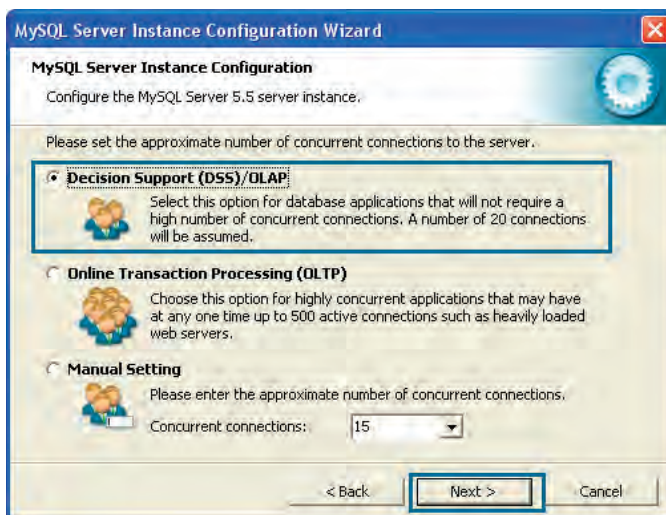 MySQL Server Instance Configuration Wizard
MySQL Server Instance Configuration
Configure the MySQL Server 5.5 server instance.
Please set the approximate number of concurrent connections to the server.
Decision Support (DSS)/OLAP
Select this option for database applications that will not require a
high number of concurrent connections. A number of 20 connections
will be assumed.
Online Transaction Processing (OLTP)
Choose this option for highly concurrent applications that may have
at any one time up to 500 active connections such as heavily loaded
web servers.
Manual Setting
Please enter the approximate number of concurrent connections.
Concurrent connections: 15
< Back Next > Cancel